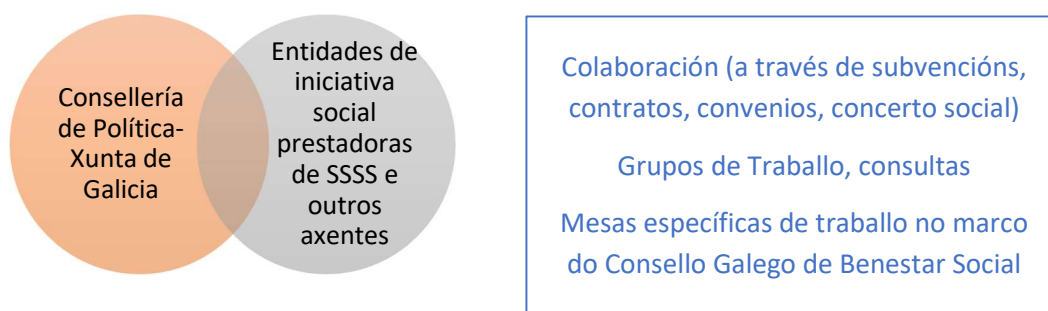 Consellería
de Política-
Xunta de
Galicia
Entidades de
iniciativa
social
prestadoras
de SSSS e
outros
axentes
Colaboración (a través de subvencións,
contratos, convenios, concerto social)
Grupos de Traballo, consultas
Mesas específicas de traballo no marco
do Consello Galego de Benestar Social